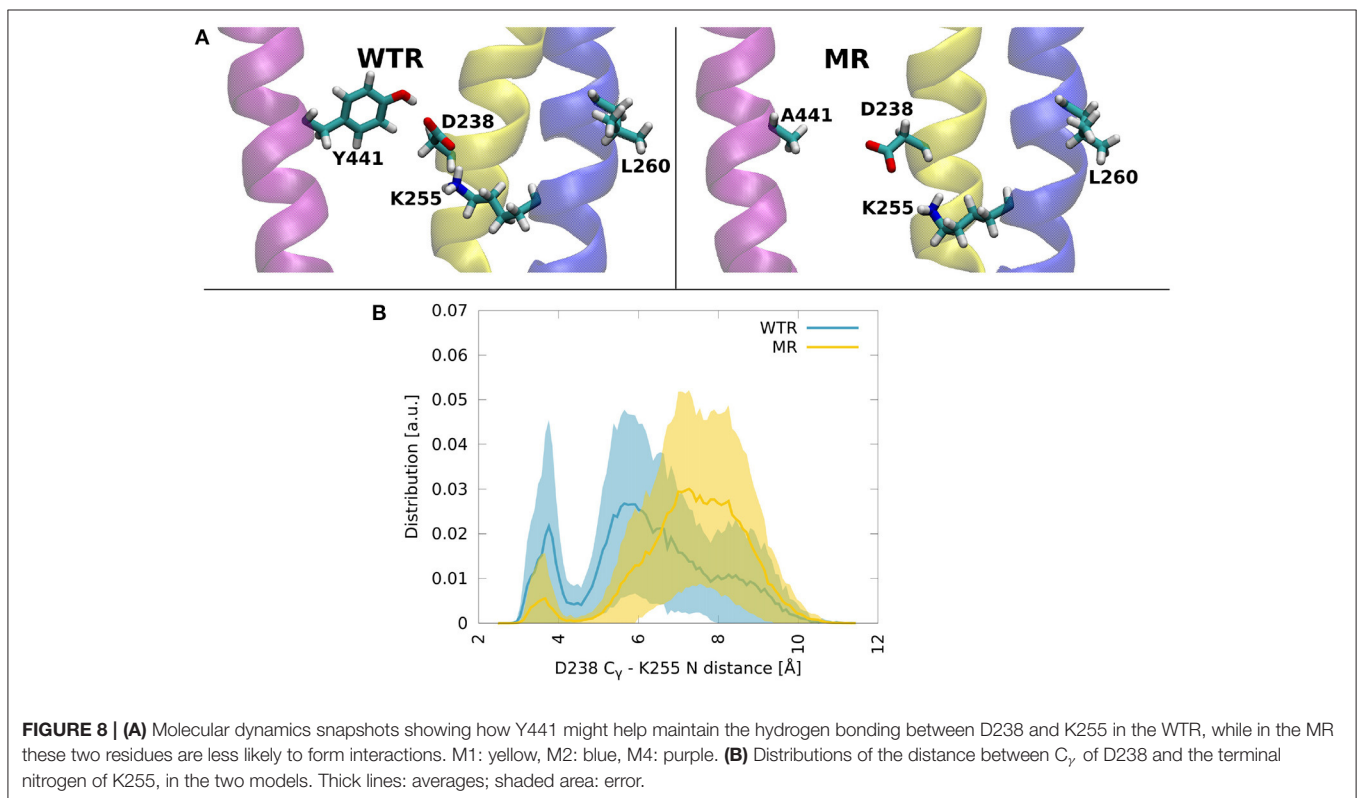 A
WTR
D238
Y441
K255
L260
MR
A441
D238
K255
L260
B
WTR
MR
0.07
0.06
0.05
0.04
0.03
0.02
0.01
0
Distribution [a.u.]
2
4
6
8
10
12
D238 Cγ - K255 N distance [Å]
FIGURE 8 | (A) Molecular dynamics snapshots showing how Y441 might help maintain the hydrogen bonding between D238 and K255 in the WTR, while in the MR
these two residues are less likely to form interactions. M1: yellow, M2: blue, M4: purple. (B) Distributions of the distance between Cγ of D238 and the terminal
nitrogen of K255, in the two models. Thick lines: averages; shaded area: error.